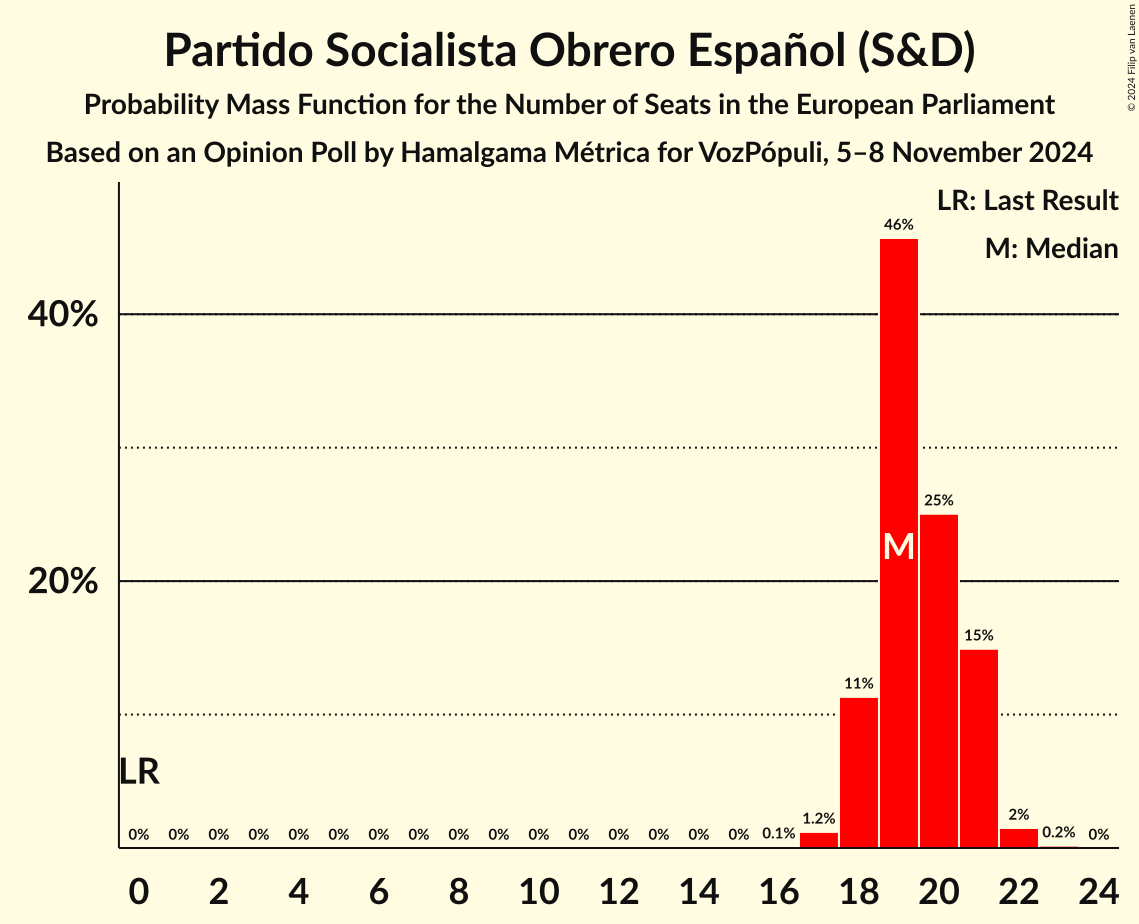 Partido Socialista Obrero Español (S&D)
Probability Mass Function for the Number of Seats in the European Parliament
Based on an Opinion Poll by Hamalgama Métrica for VozPópuli, 5–8 November 2024
© 2024 Filip van Laenen
LR: Last Result
M: Median
46%
40%
25%
M
20%
15%
11%
LR
0% 0% 0% 0% 0% 0% 0% 0% 0% 0% 0% 0% 0% 0% 0% 0% 0.1% 1.2% 2% 0.2% 0%
0 2 4 6 8 10 12 14 16 18 20 22 24